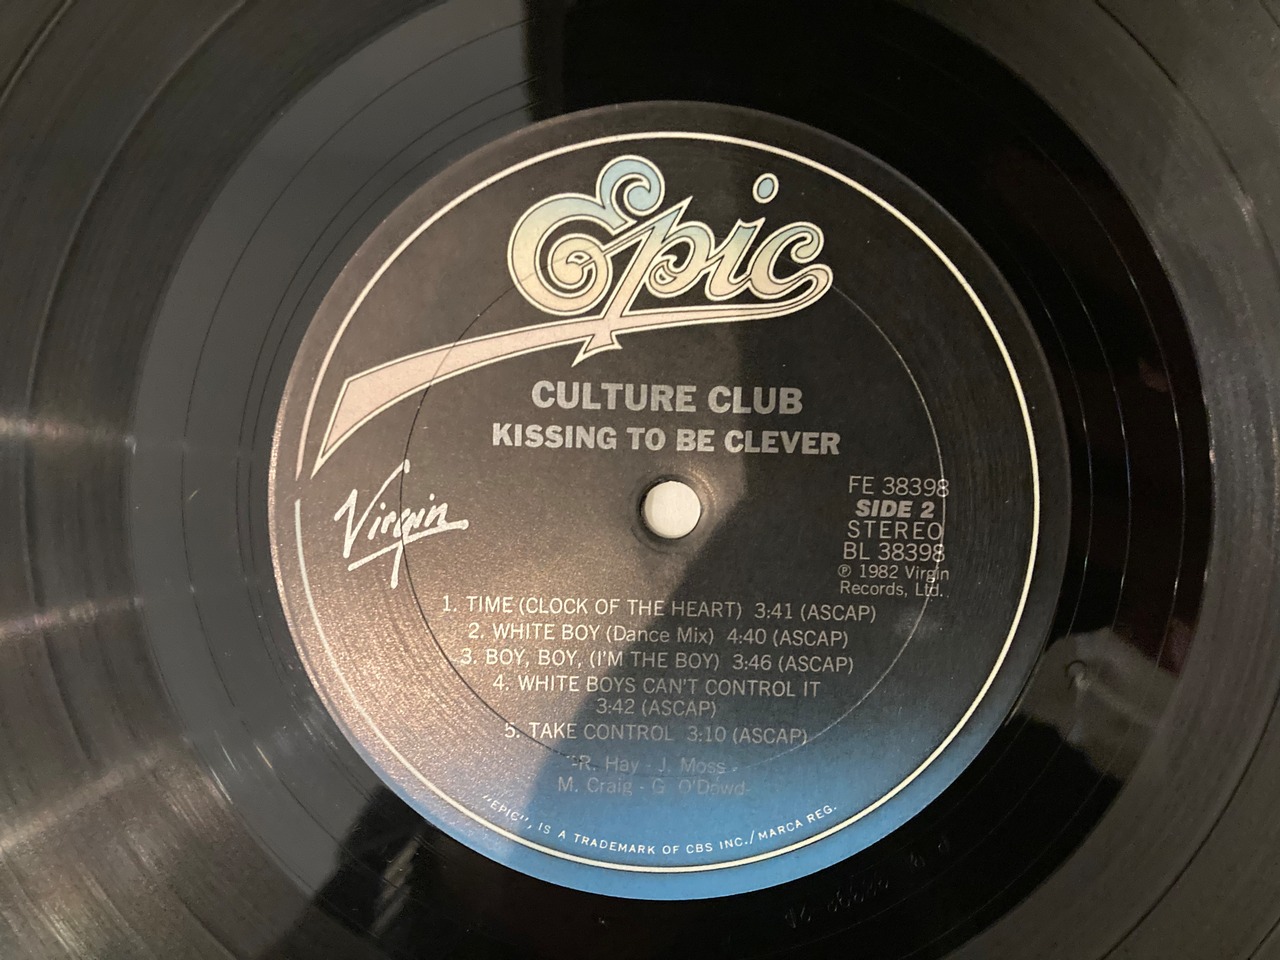 Epic
CULTURE CLUB
KISSING TO BE CLEVER
Virgin
FE 38398
SIDE 2
STEREO
BL 38398
℗ 1982 Virgin
Records, Ltd.
1. TIME (CLOCK OF THE HEART) 3:41 (ASCAP)
2. WHITE BOY (Dance Mix) 4:40 (ASCAP)
3. BOY, BOY, (I'M THE BOY) 3:46 (ASCAP)
4. WHITE BOYS CAN'T CONTROL IT
3:42 (ASCAP)
5. TAKE CONTROL 3:10 (ASCAP)
-R. Hay - J. Moss -
M. Craig - G. O'Dowd-
"EPIC", IS A TRADEMARK OF CBS INC./MARCA REG.